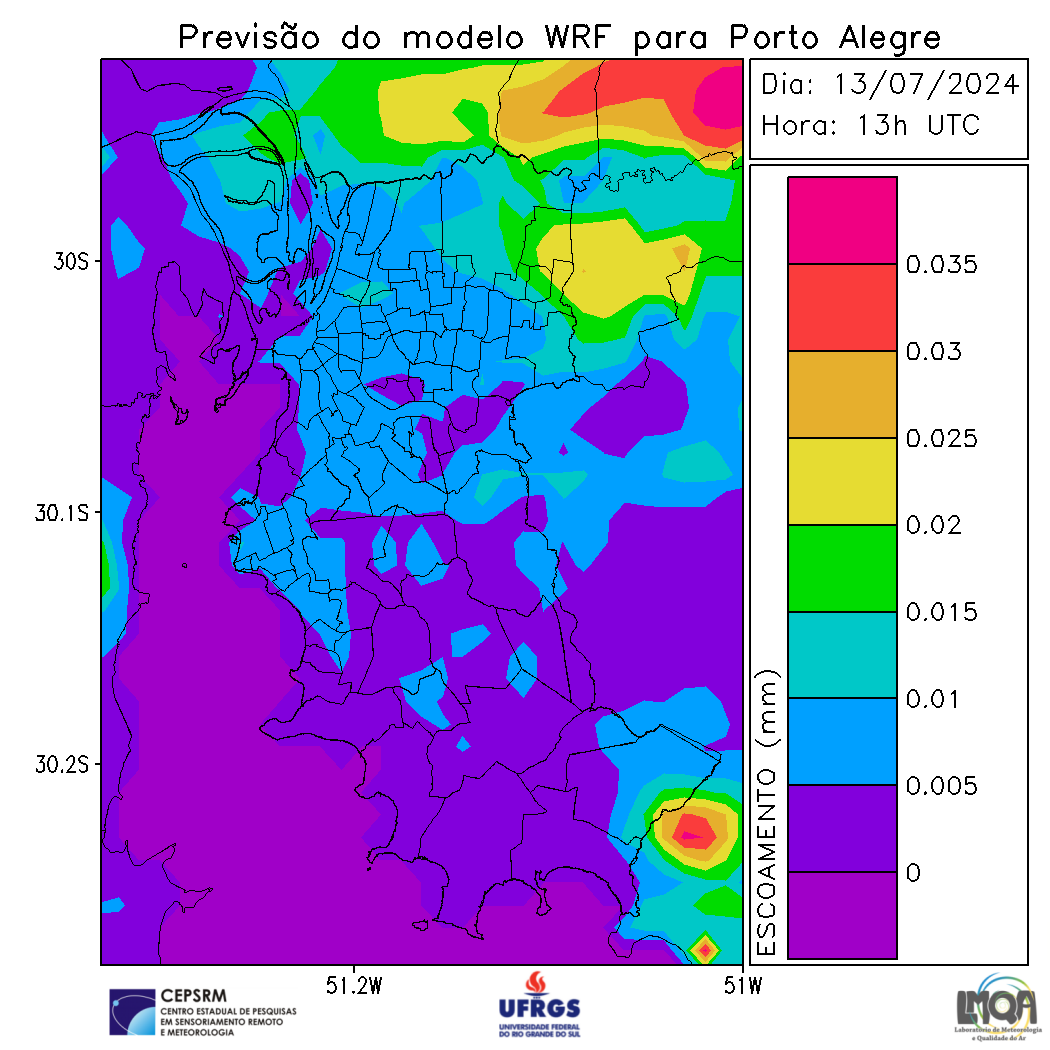 Previsão do modelo WRF para Porto Alegre
Dia: 13/07/2024
Hora: 13h UTC
30S
30.1S
30.2S
51.2W
51W
ESCOAMENTO (mm)
0.035
0.03
0.025
0.02
0.015
0.01
0.005
0
CEPSRM
CENTRO ESTADUAL DE PESQUISAS
EM SENSORIAMENTO REMOTO
E METEOROLOGIA
UFRGS
UNIVERSIDADE FEDERAL
DO RIO GRANDE DO SUL
LMQA
Laboratório de Meteorologia
e Qualidade do Ar